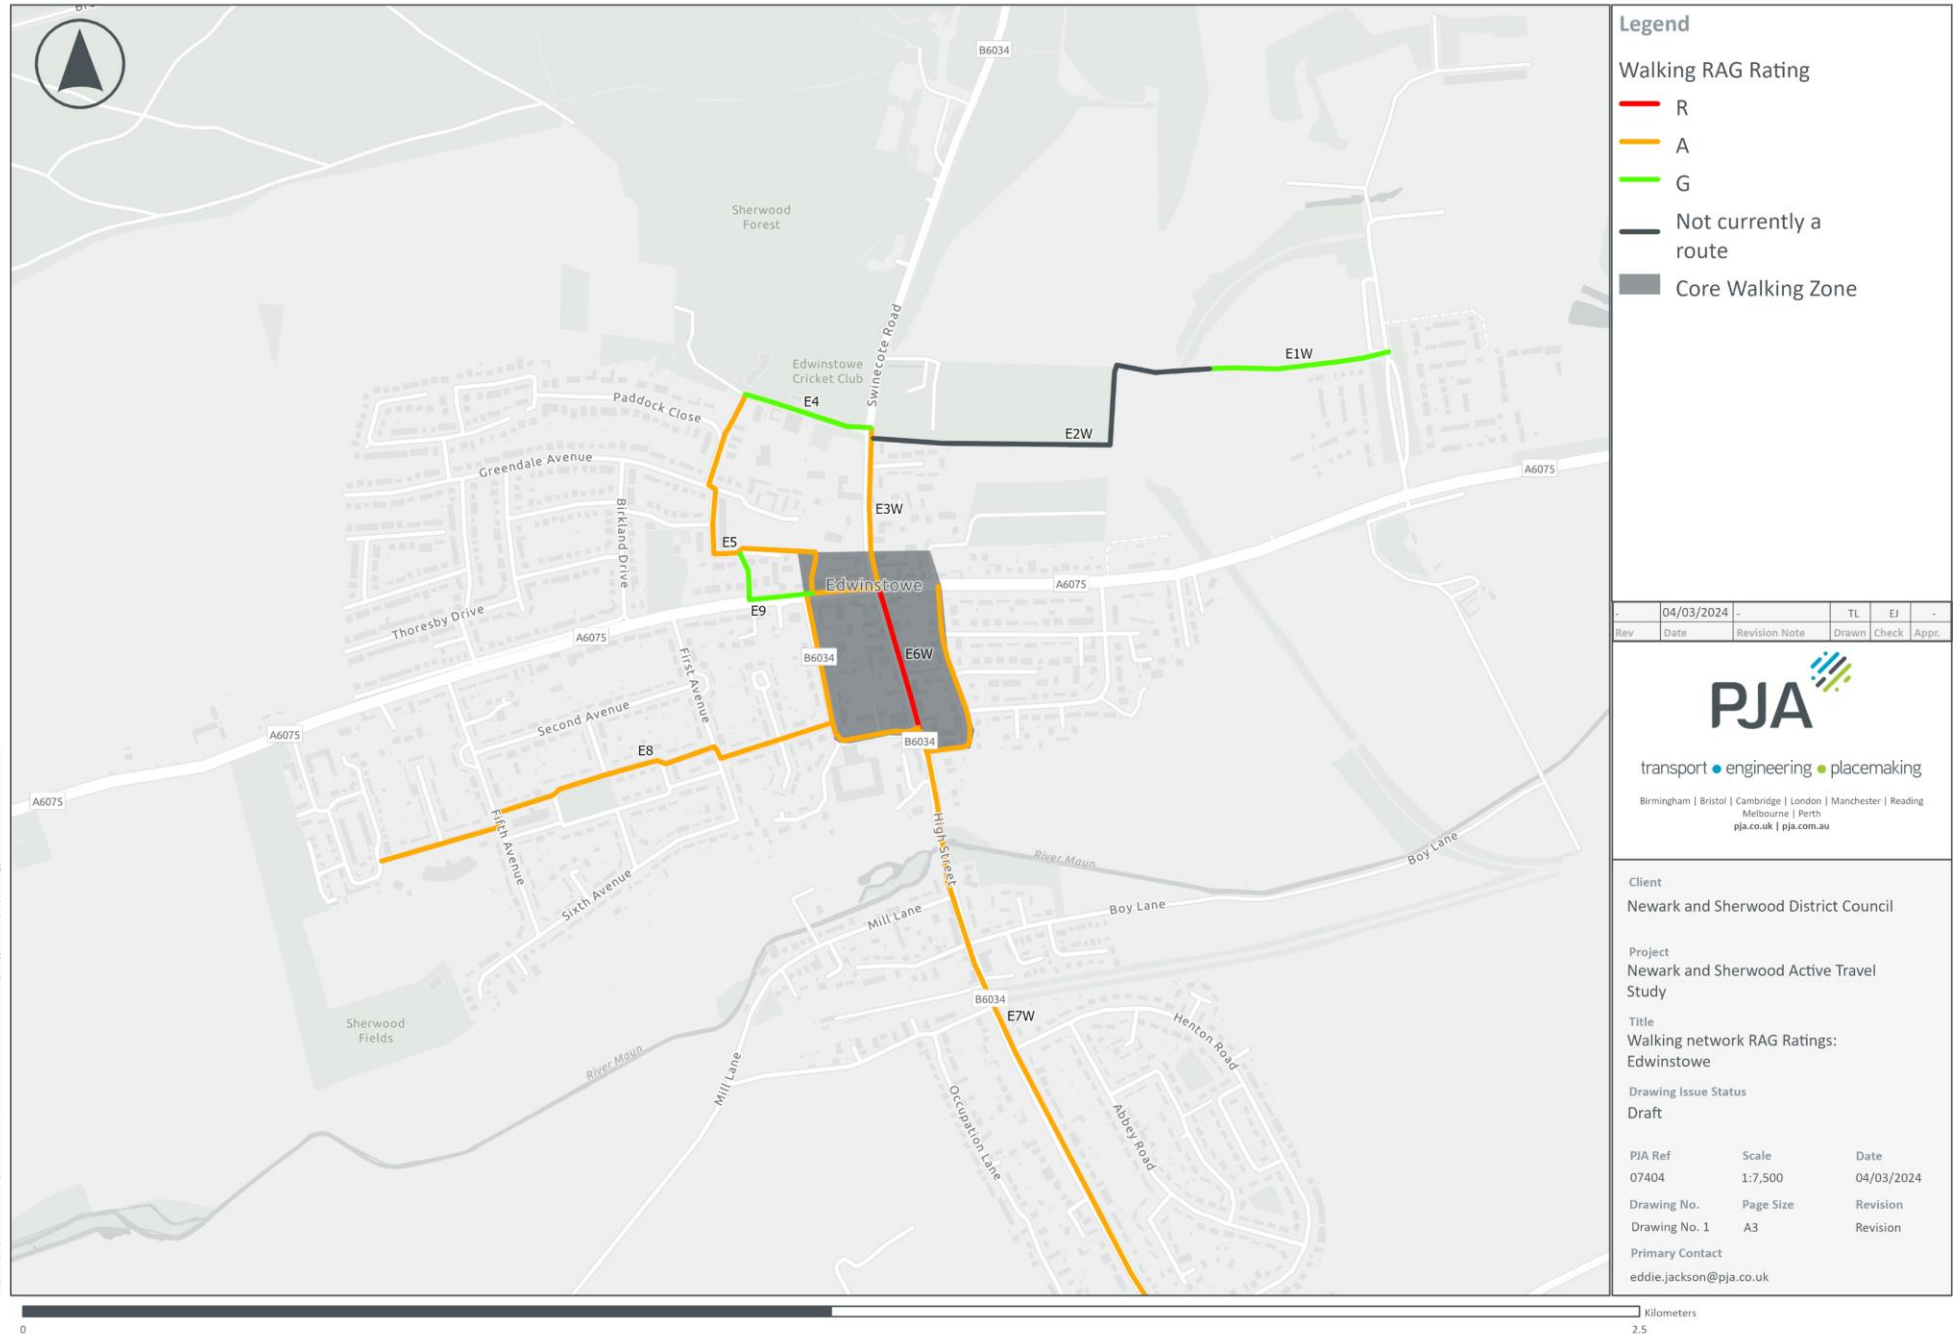 B6034
Sherwood
Forest
Swinecote Road
Edwinstowe
Cricket Club
E1W
E4
Paddock Close
E2W
Greendale Avenue
A6075
Birkland Drive
E3W
E5
Edwinstowe
A6075
E9
Thoresby Drive
A6075
First Avenue
B6034
E6W
Second Avenue
A6075
E8
B6034
A6075
Fifth Avenue
High Street
River Maun
Boy Lane
Sixth Avenue
Mill Lane
Boy Lane
B6034
E7W
Sherwood
Fields
Henton Road
River Maun
Mill Lane
Occupation Lane
Abbey Road
0
2.5
Kilometers
Legend
Walking RAG Rating
R
A
G
Not currently a
route
Core Walking Zone
- 04/03/2024 - TL EJ -
Rev Date Revision Note Drawn Check Appr.
PJA
transport ● engineering ● placemaking
Birmingham | Bristol | Cambridge | London | Manchester | Reading
Melbourne | Perth
pja.co.uk | pja.com.au
Client
Newark and Sherwood District Council
Project
Newark and Sherwood Active Travel
Study
Title
Walking network RAG Ratings:
Edwinstowe
Drawing Issue Status
Draft
PJA Ref Scale Date
07404 1:7,500 04/03/2024
Drawing No. Page Size Revision
Drawing No. 1 A3 Revision
Primary Contact
eddie.jackson@pja.co.uk